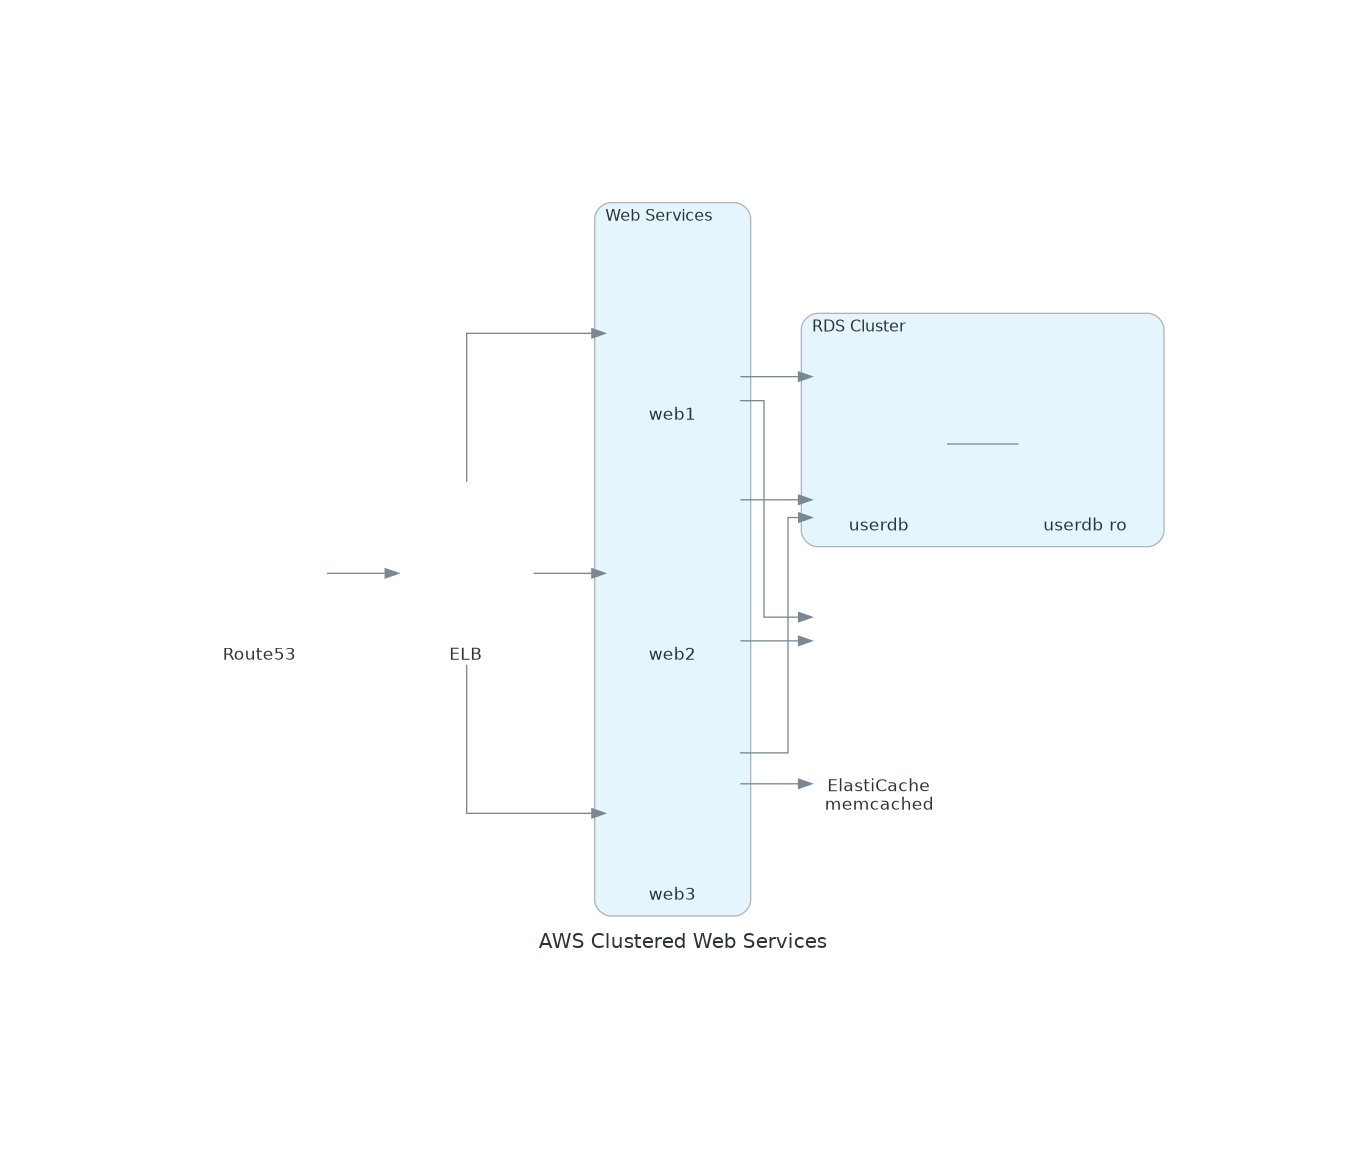 Web Services
RDS Cluster
web1
userdb
userdb ro
Route53
ELB
web2
ElastiCache
memcached
web3
AWS Clustered Web Services